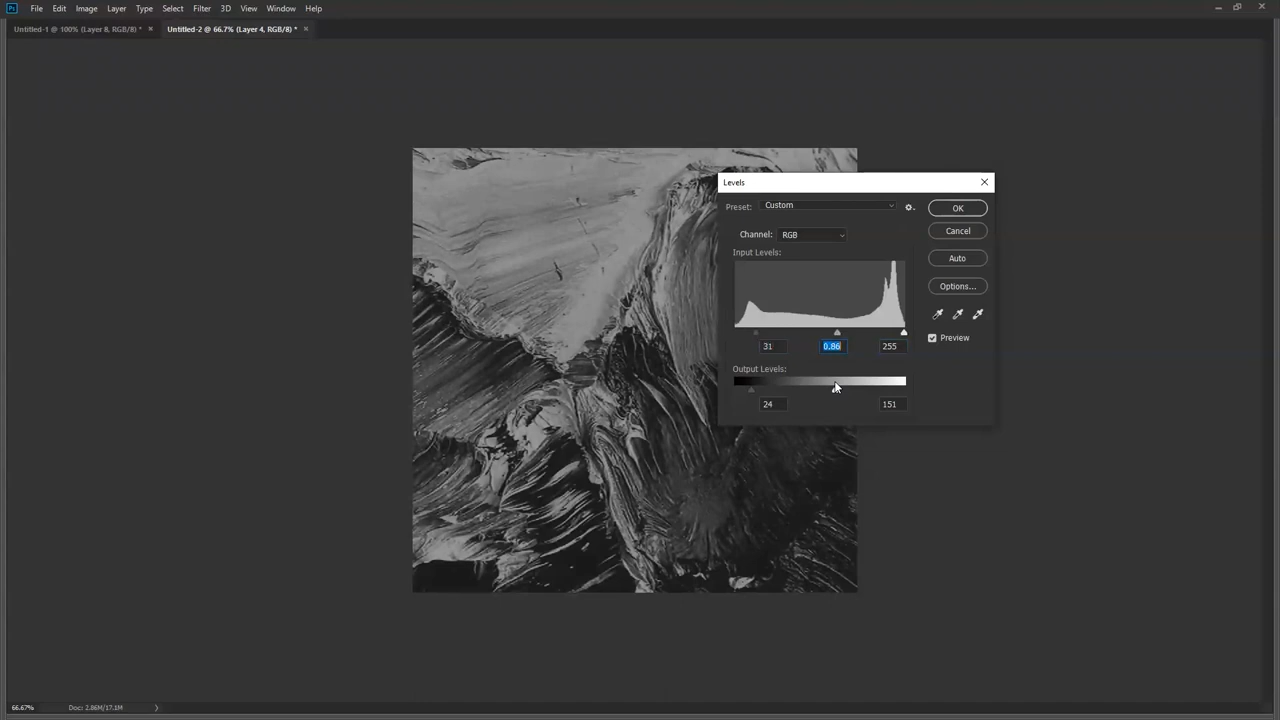 Ps File Edit Image Layer Type Select Filter 3D View Window Help
Untitled-1 @ 100% (Layer 8, RGB/8) * Untitled-2 @ 66.7% (Layer 4, RGB/8) *
Levels
Preset: Custom
OK
Channel: RGB
Cancel
Input Levels:
Auto
Options...
Preview
31 0.86 255
Output Levels:
24 151
66.67% Doc: 2.86M/17.1M